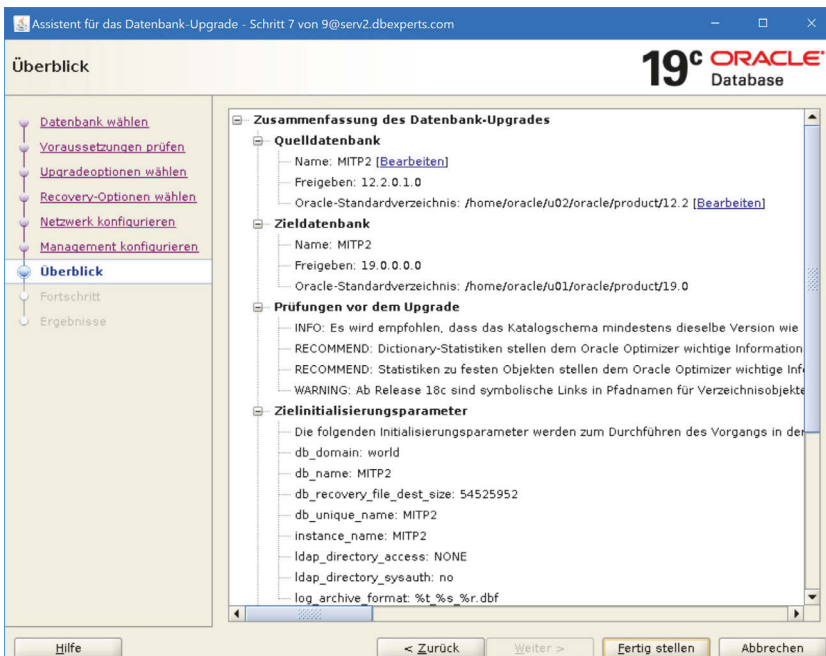 Assistent für das Datenbank-Upgrade - Schritt 7 von 9@serv2.dbexperts.com
Überblick
19c ORACLE
Database
Datenbank wählen
Voraussetzungen prüfen
Upgradeoptionen wählen
Recovery-Optionen wählen
Netzwerk konfigurieren
Management konfigurieren
Überblick
Fortschritt
Ergebnisse
Zusammenfassung des Datenbank-Upgrades
Quelldatenbank
Name: MITP2 [Bearbeiten]
Freigeben: 12.2.0.1.0
Oracle-Standardverzeichnis: /home/oracle/u02/oracle/product/12.2 [Bearbeiten]
Zieldatenbank
Name: MITP2
Freigeben: 19.0.0.0.0
Oracle-Standardverzeichnis: /home/oracle/u01/oracle/product/19.0
Prüfungen vor dem Upgrade
INFO: Es wird empfohlen, dass das Katalogschema mindestens dieselbe Version wie
RECOMMEND: Dictionary-Statistiken stellen dem Oracle Optimizer wichtige Information
RECOMMEND: Statistiken zu festen Objekten stellen dem Oracle Optimizer wichtige Inf
WARNING: Ab Release 18c sind symbolische Links in Pfadnamen für Verzeichnisobjekte
Zielinitialisierungsparameter
Die folgenden Initialisierungsparameter werden zum Durchführen des Vorgangs in der
db_domain: world
db_name: MITP2
db_recovery_file_dest_size: 54525952
db_unique_name: MITP2
instance_name: MITP2
ldap_directory_access: NONE
ldap_directory_sysauth: no
log_archive_format: %t_%s_%r.dbf
Hilfe
< Zurück
Weiter >
Fertig stellen
Abbrechen